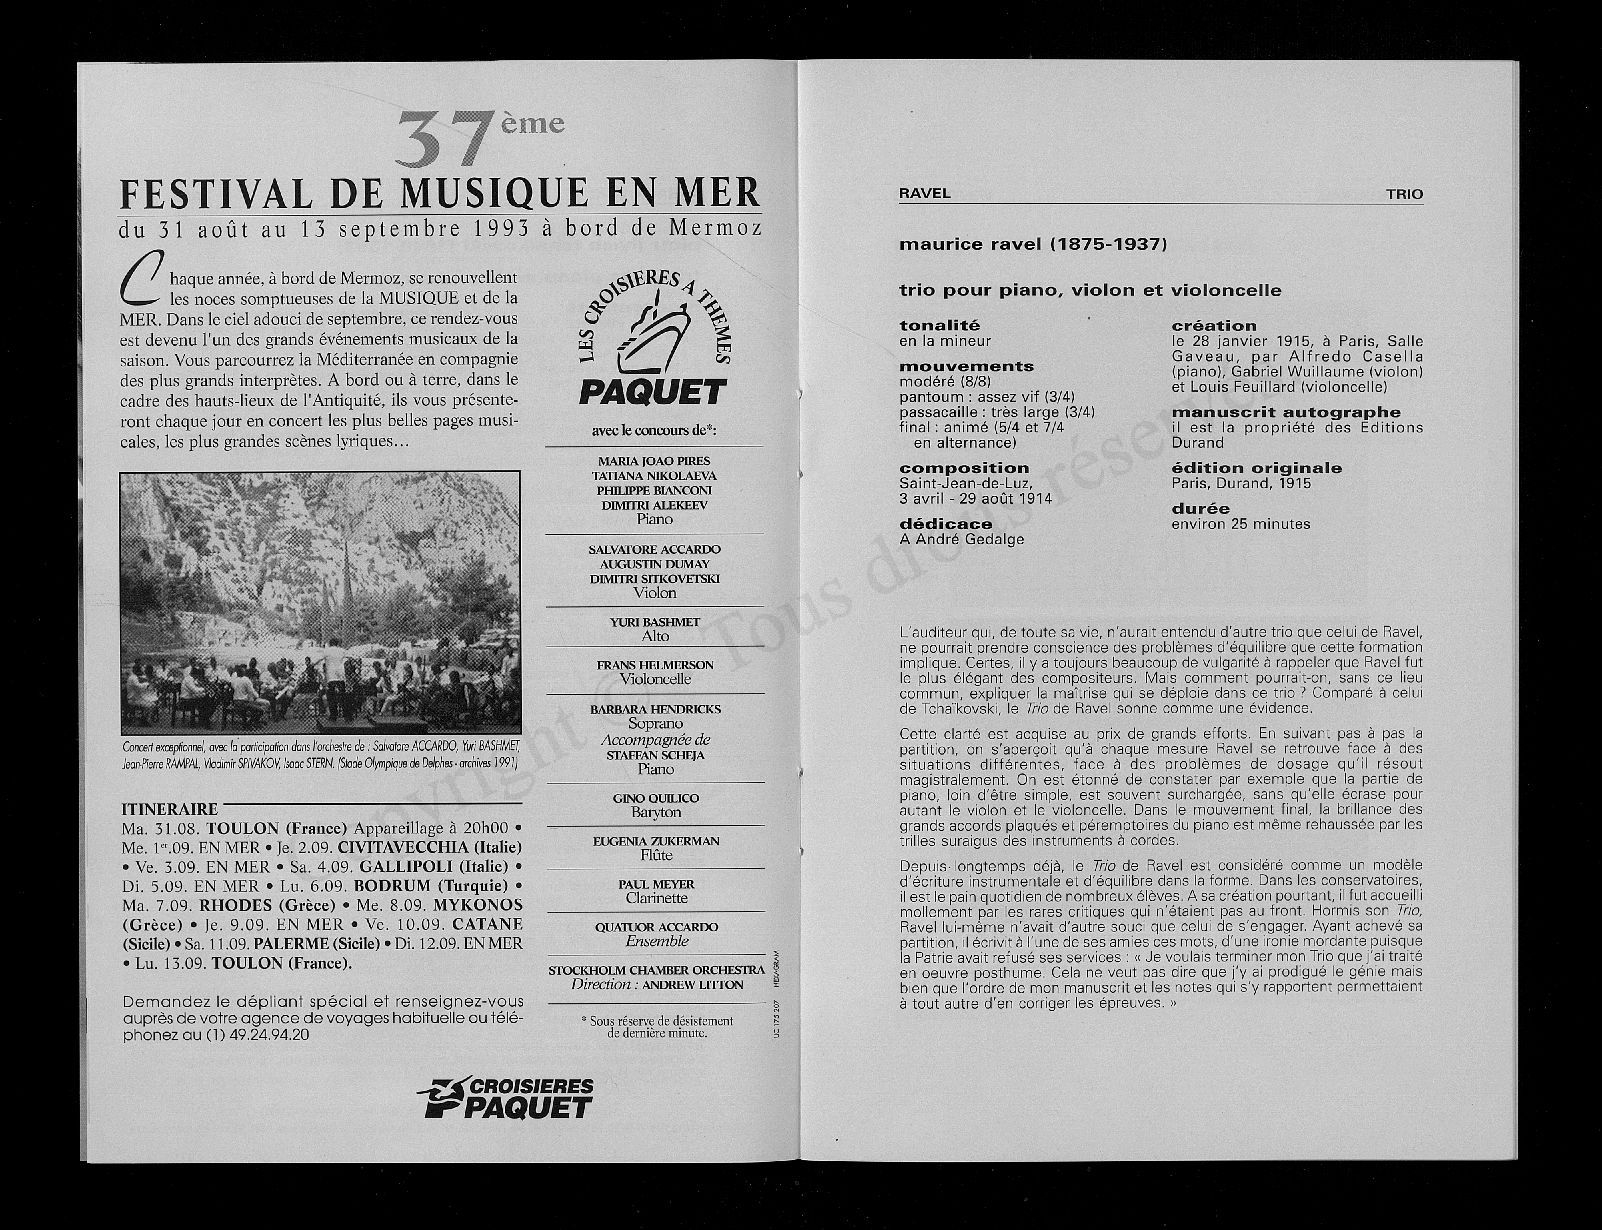 37ème
FESTIVAL DE MUSIQUE EN MER
du 31 août au 13 septembre 1993 à bord de Mermoz
Chaque année, à bord de Mermoz, se renouvellent
les noces somptueuses de la MUSIQUE et de la
MER. Dans le ciel adouci de septembre, ce rendez-vous
est devenu l'un des grands événements musicaux de la
saison. Vous parcourrez la Méditerranée en compagnie
des plus grands interprètes. A bord ou à terre, dans le
cadre des hauts-lieux de l'Antiquité, ils vous présente-
ront chaque jour en concert les plus belles pages musi-
cales, les plus grandes scènes lyriques...
Concert exceptionnel, avec la participation dans l'orchestre de : Salvatore ACCARDO, Yuri BASHMET,
Jean-Pierre RAMPAL, Vladimir SPIVAKOV, Isaac STERN. (Stade Olympique de Delphes - archives 1991)
ITINERAIRE
Ma. 31.08. TOULON (France) Appareillage à 20h00 •
Me. 1er.09. EN MER • Je. 2.09. CIVITAVECCHIA (Italie)
• Ve. 3.09. EN MER • Sa. 4.09. GALLIPOLI (Italie) •
Di. 5.09. EN MER • Lu. 6.09. BODRUM (Turquie) •
Ma. 7.09. RHODES (Grèce) • Me. 8.09. MYKONOS
(Grèce) • Je. 9.09. EN MER • Ve. 10.09. CATANE
(Sicile) • Sa. 11.09. PALERME (Sicile) • Di. 12.09. EN MER
• Lu. 13.09. TOULON (France).
Demandez le dépliant spécial et renseignez-vous
auprès de votre agence de voyages habituelle ou télé-
phonez au (1) 49.24.94.20
LES CROISIERES A THEMES
PAQUET
avec le concours de*:
MARIA JOAO PIRES
TATIANA NIKOLAEVA
PHILIPPE BIANCONI
DIMITRI ALEKEEV
Piano
SALVATORE ACCARDO
AUGUSTIN DUMAY
DIMITRI SITKOVETSKI
Violon
YURI BASHMET
Alto
FRANS HELMERSON
Violoncelle
BARBARA HENDRICKS
Soprano
Accompagnée de
STAFFAN SCHEJA
Piano
GINO QUILICO
Baryton
EUGENIA ZUKERMAN
Flûte
PAUL MEYER
Clarinette
QUATUOR ACCARDO
Ensemble
STOCKHOLM CHAMBER ORCHESTRA
Direction : ANDREW LITTON
* Sous réserve de désistement
de dernière minute.
UC 175 207 HEXAGRAM
CROISIERES
PAQUET
RAVEL TRIO
maurice ravel (1875-1937)
trio pour piano, violon et violoncelle
tonalité
en la mineur
mouvements
modéré (8/8)
pantoum : assez vif (3/4)
passacaille : très large (3/4)
final : animé (5/4 et 7/4
en alternance)
composition
Saint-Jean-de-Luz,
3 avril - 29 août 1914
dédicace
A André Gedalge
création
le 28 janvier 1915, à Paris, Salle
Gaveau, par Alfredo Casella
(piano), Gabriel Wuillaume (violon)
et Louis Feuillard (violoncelle)
manuscrit autographe
il est la propriété des Editions
Durand
édition originale
Paris, Durand, 1915
durée
environ 25 minutes
L'auditeur qui, de toute sa vie, n'aurait entendu d'autre trio que celui de Ravel,
ne pourrait prendre conscience des problèmes d'équilibre que cette formation
implique. Certes, il y a toujours beaucoup de vulgarité à rappeler que Ravel fut
le plus élégant des compositeurs. Mais comment pourrait-on, sans ce lieu
commun, expliquer la maîtrise qui se déploie dans ce trio ? Comparé à celui
de Tchaïkovski, le Trio de Ravel sonne comme une évidence.
Cette clarté est acquise au prix de grands efforts. En suivant pas à pas la
partition, on s'aperçoit qu'à chaque mesure Ravel se retrouve face à des
situations différentes, face à des problèmes de dosage qu'il résout
magistralement. On est étonné de constater par exemple que la partie de
piano, loin d'être simple, est souvent surchargée, sans qu'elle écrase pour
autant le violon et le violoncelle. Dans le mouvement final, la brillance des
grands accords plaqués et péremptoires du piano est même rehaussée par les
trilles suraigus des instruments à cordes.
Depuis longtemps déjà, le Trio de Ravel est considéré comme un modèle
d'écriture instrumentale et d'équilibre dans la forme. Dans les conservatoires,
il est le pain quotidien de nombreux élèves. A sa création pourtant, il fut accueilli
mollement par les rares critiques qui n'étaient pas au front. Hormis son Trio,
Ravel lui-même n'avait d'autre souci que celui de s'engager. Ayant achevé sa
partition, il écrivit à l'une de ses amies ces mots, d'une ironie mordante puisque
la Patrie avait refusé ses services : « Je voulais terminer mon Trio que j'ai traité
en oeuvre posthume. Cela ne veut pas dire que j'y ai prodigué le génie mais
bien que l'ordre de mon manuscrit et les notes qui s'y rapportent permettaient
à tout autre d'en corriger les épreuves. »
Copyright © Tous droits réservés